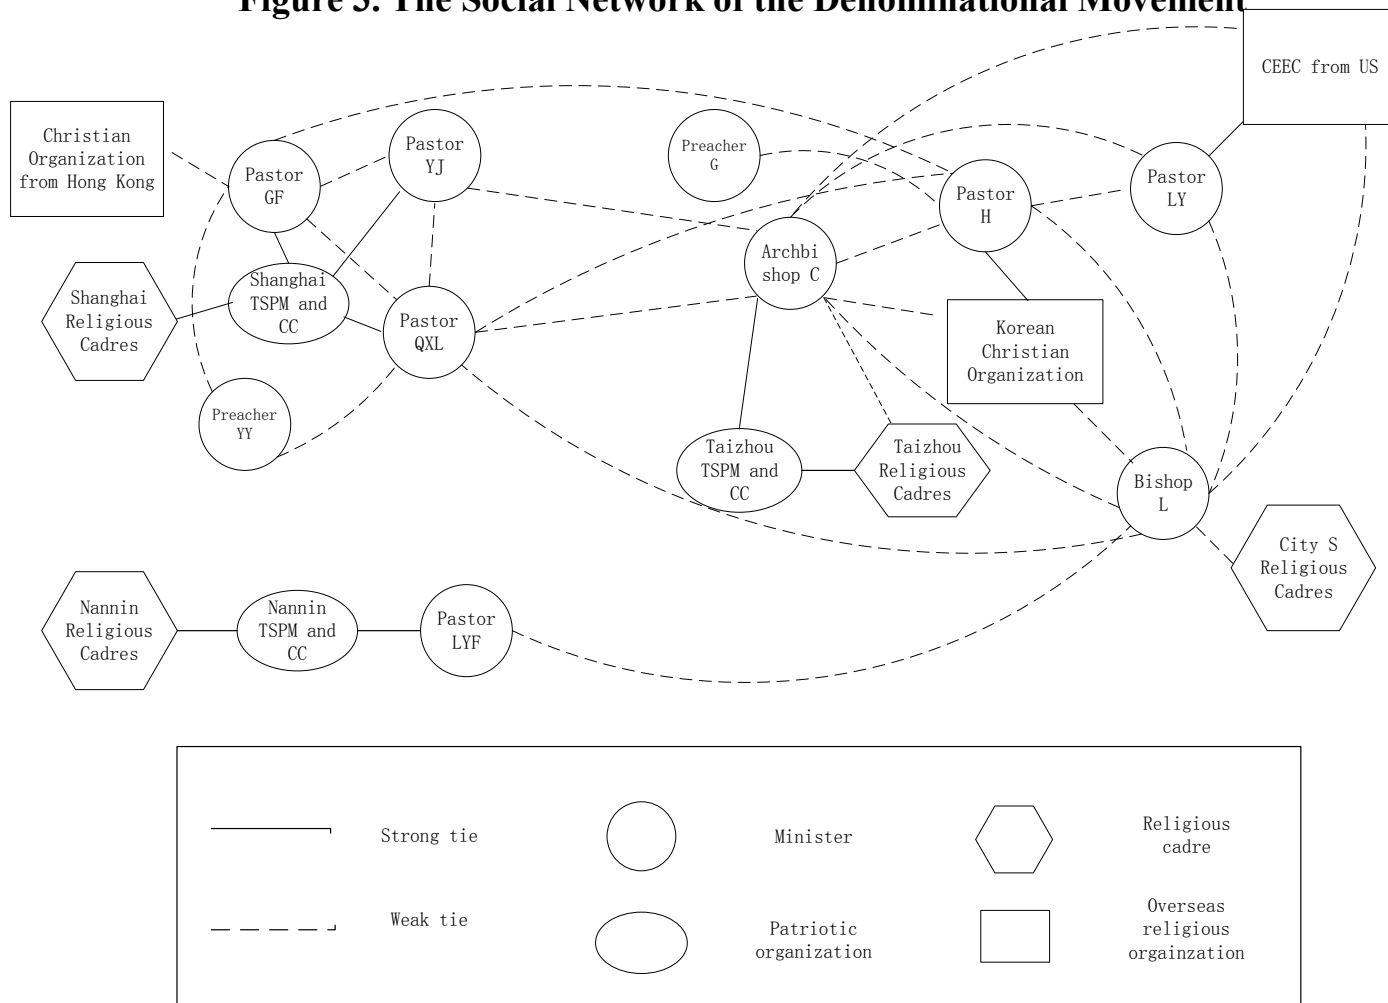 Figure 3. The Social Network of the Denominational Movement
CEEC from US
Christian
Organization
from Hong Kong
Pastor
GF
Pastor
YJ
Preacher
G
Pastor
H
Pastor
LY
Archbi
shop C
Shanghai
Religious
Cadres
Shanghai
TSPM and
CC
Pastor
QXL
Korean
Christian
Organization
Preacher
YY
Taizhou
TSPM and
CC
Taizhou
Religious
Cadres
Bishop
L
City S
Religious
Cadres
Nannin
Religious
Cadres
Nannin
TSPM and
CC
Pastor
LYF
Strong tie
Minister
Religious
cadre
Weak tie
Patriotic
organization
Overseas
religious
orgainzation